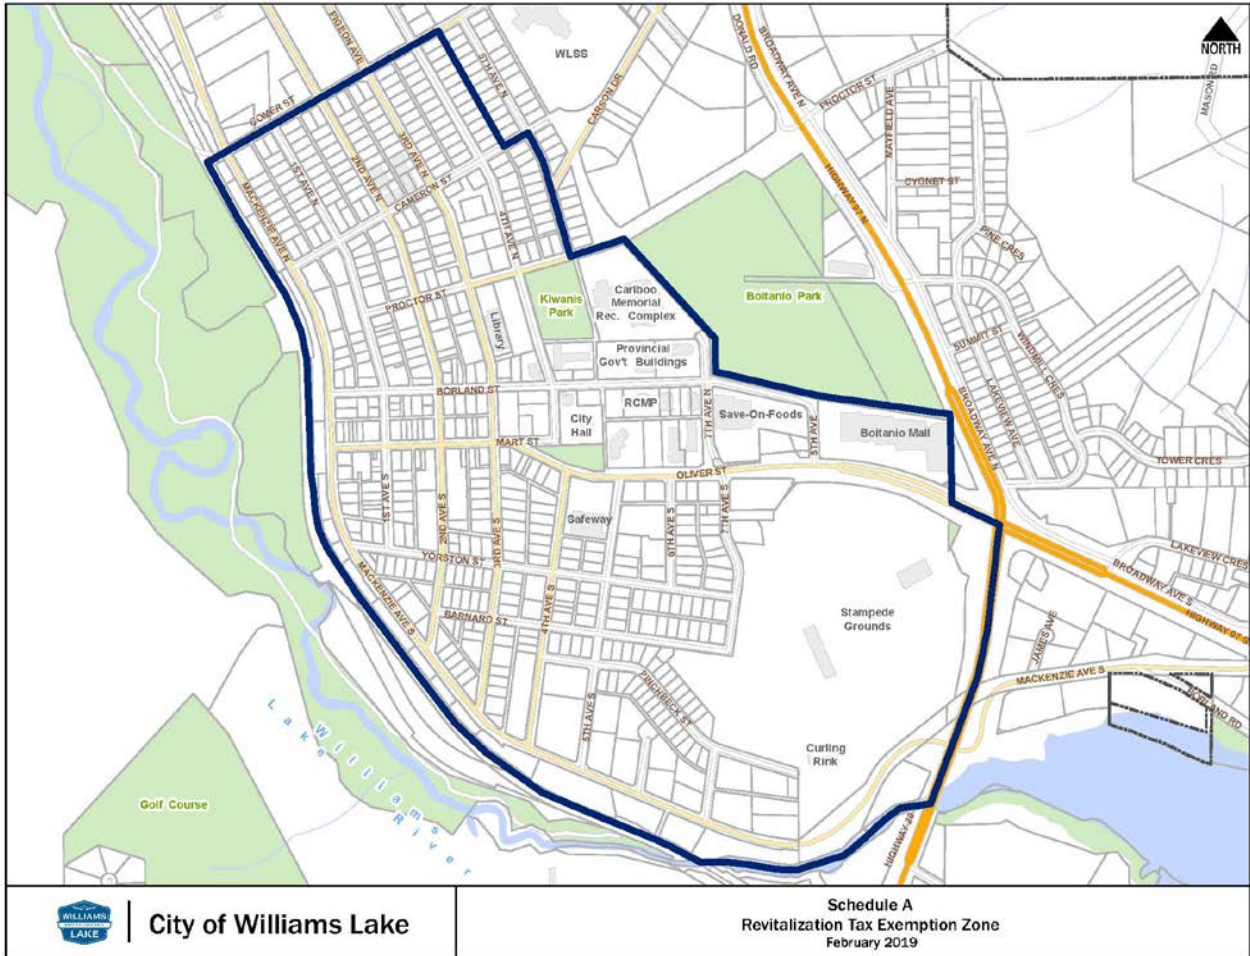 NORTH
WLSS
5TH AVE N
PIGEON AVE
CARSON DR
DONALD RD
BROADWAY AVE N
PROCTOR ST
MAYFIELD AVE
MASON RD
COMER ST
1ST AVE N
2ND AVE N
3RD AVE N
CAMERON ST
4TH AVE N
MACKENZIE AVE N
HIGHWAY 97 N
CYGNET ST
PINE CRES
PROCTOR ST
Library
Kiwanis
Park
Cariboo
Memorial
Rec. Complex
Boitanio Park
SUMMIT ST
WINDMILL CRES
LAKEVIEW AVE
BROADWAY AVE N
Provincial
Gov't Buildings
BORLAND ST
City
Hall
RCMP
7TH AVE N
Save-On-Foods
8TH AVE
Boitanio Mall
MART ST
OLIVER ST
TOWER CRES
1ST AVE S
2ND AVE S
3RD AVE S
Safeway
6TH AVE S
7TH AVE S
YORSTON ST
LAKEVIEW CRES
BROADWAY AVE S
HIGHWAY 97 S
MACKENZIE AVE S
BARNARD ST
4TH AVE S
Stampede
Grounds
JAMES AVE
MACKENZIE AVE S
BORLAND RD
PINCHBECK ST
5TH AVE S
Curling
Rink
HIGHWAY 20
Golf Course
Williams
Lake
River
WILLIAMS
LAKE
City of Williams Lake
Schedule A
Revitalization Tax Exemption Zone
February 2019